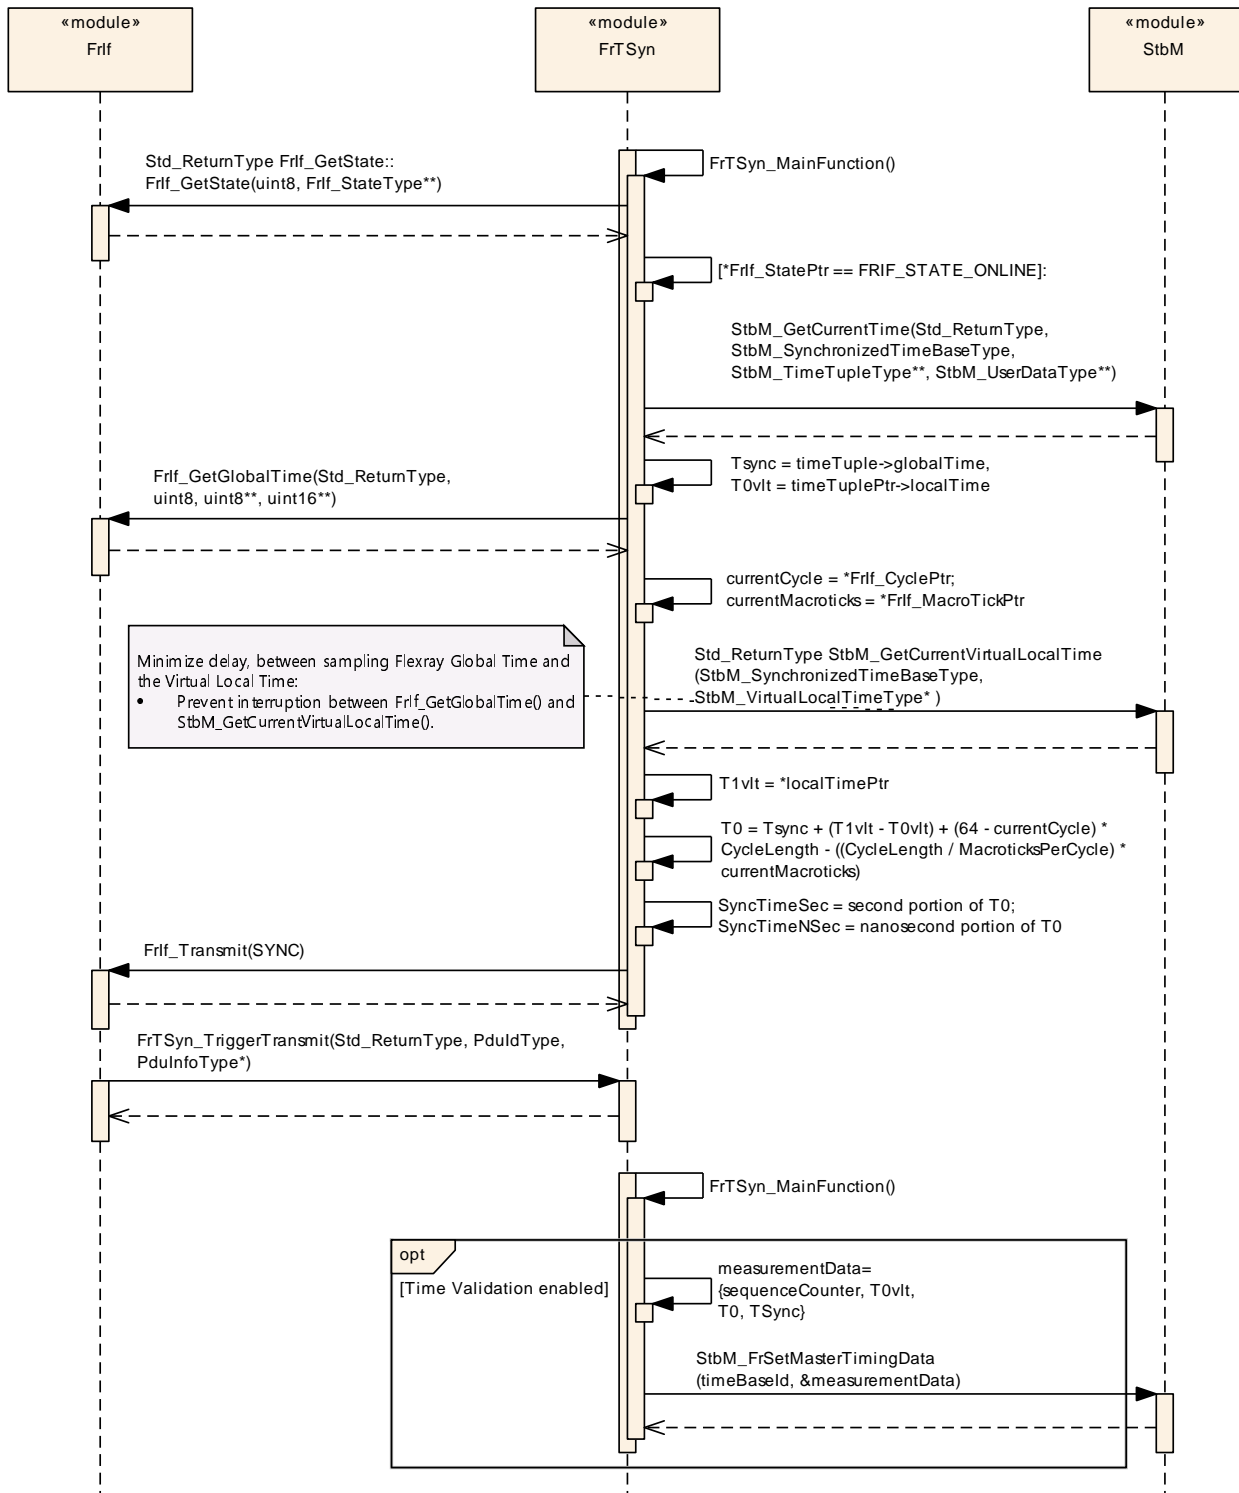 «module»
FrIf
«module»
FrTSyn
«module»
StbM
Std_ReturnType FrIf_GetState::
FrIf_GetState(uint8, FrIf_StateType**)
FrTSyn_MainFunction()
[*FrIf_StatePtr == FRIF_STATE_ONLINE]:
StbM_GetCurrentTime(Std_ReturnType,
StbM_SynchronizedTimeBaseType,
StbM_TimeTupleType**, StbM_UserDataType**)
Tsync = timeTuple->globalTime,
T0vlt = timeTuplePtr->localTime
FrIf_GetGlobalTime(Std_ReturnType,
uint8, uint8**, uint16**)
currentCycle = *FrIf_CyclePtr;
currentMacroticks = *FrIf_MacroTickPtr
Minimize delay, between sampling Flexray Global Time and
the Virtual Local Time:
• Prevent interruption between FrIf_GetGlobalTime() and
StbM_GetCurrentVirtualLocalTime().
Std_ReturnType StbM_GetCurrentVirtualLocalTime
(StbM_SynchronizedTimeBaseType,
StbM_VirtualLocalTimeType* )
T1vlt = *localTimePtr
T0 = Tsync + (T1vlt - T0vlt) + (64 - currentCycle) *
CycleLength - ((CycleLength / MacroticksPerCycle) *
currentMacroticks)
SyncTimeSec = second portion of T0;
SyncTimeNSec = nanosecond portion of T0
FrIf_Transmit(SYNC)
FrTSyn_TriggerTransmit(Std_ReturnType, PduIdType,
PduInfoType*)
FrTSyn_MainFunction()
opt
[Time Validation enabled]
measurementData=
{sequenceCounter, T0vlt,
T0, TSync}
StbM_FrSetMasterTimingData
(timeBaseId, &measurementData)